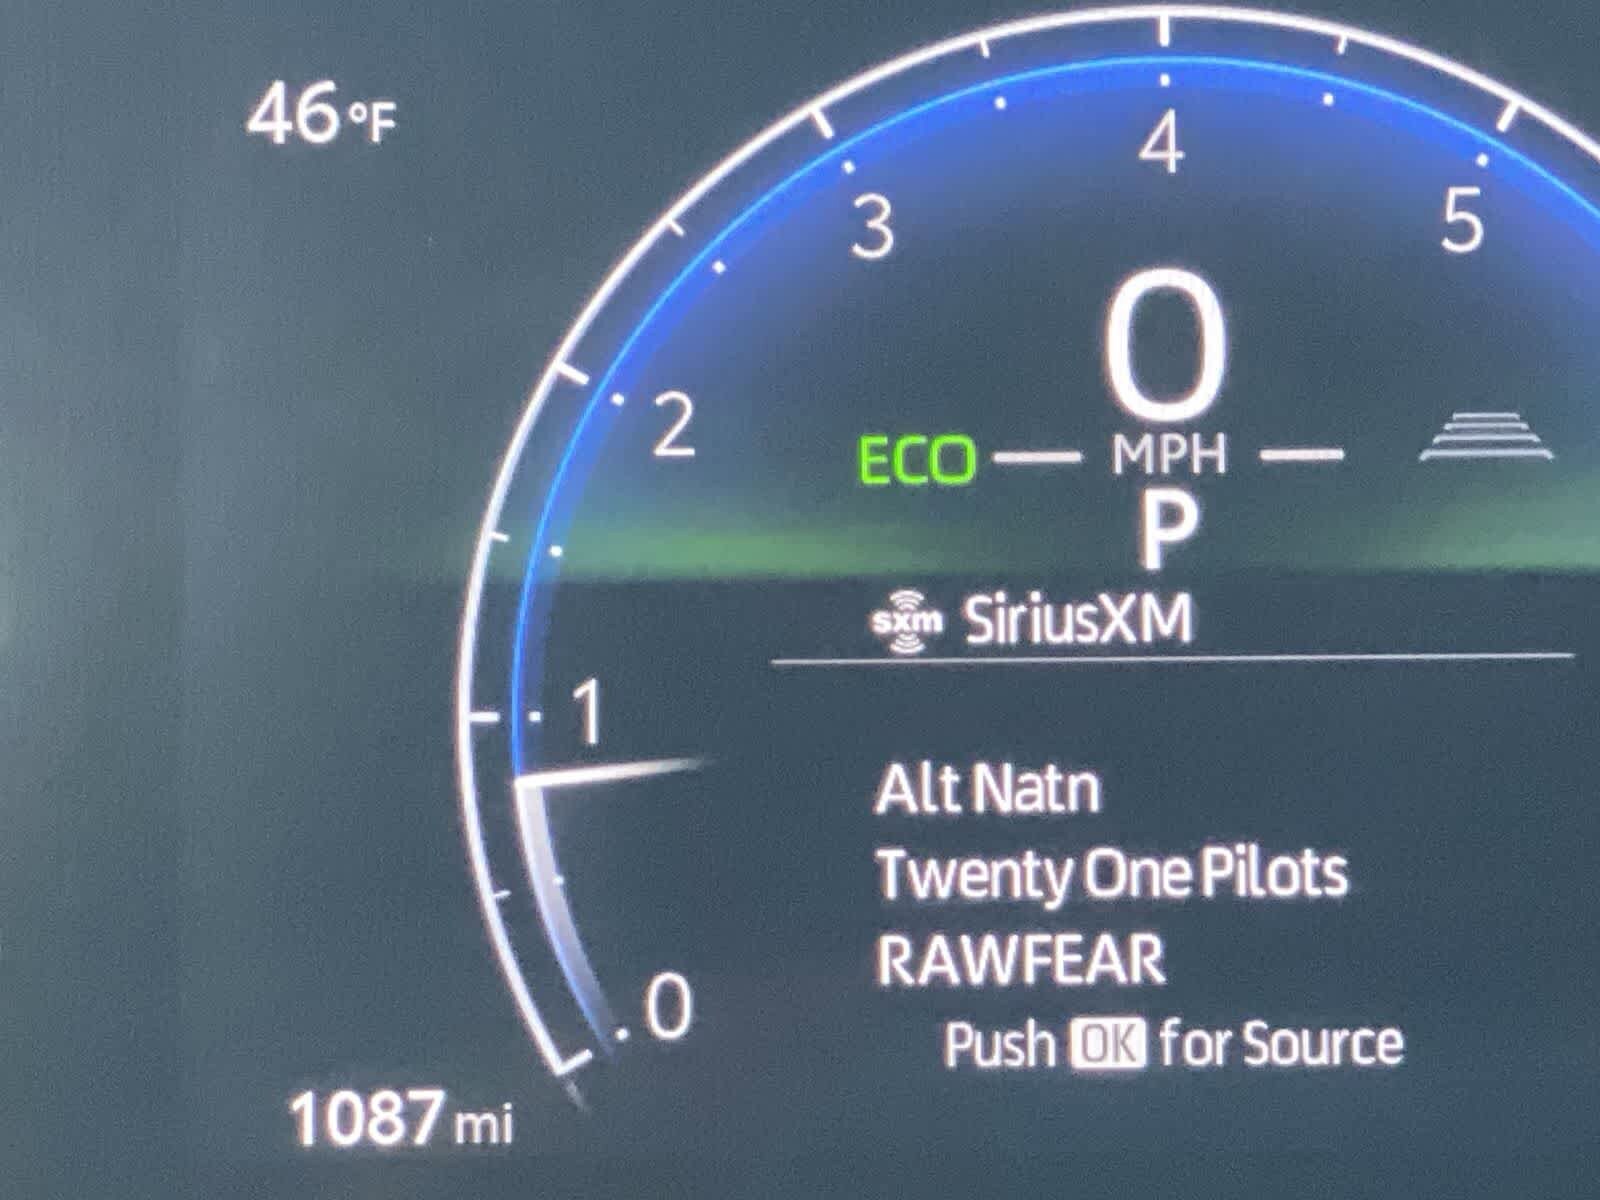 46°F
4
3
5
0
2
ECO
MPH
P
sxm SiriusXM
1
Alt Natn
Twenty One Pilots
RAWFEAR
0
Push OK for Source
1087 mi